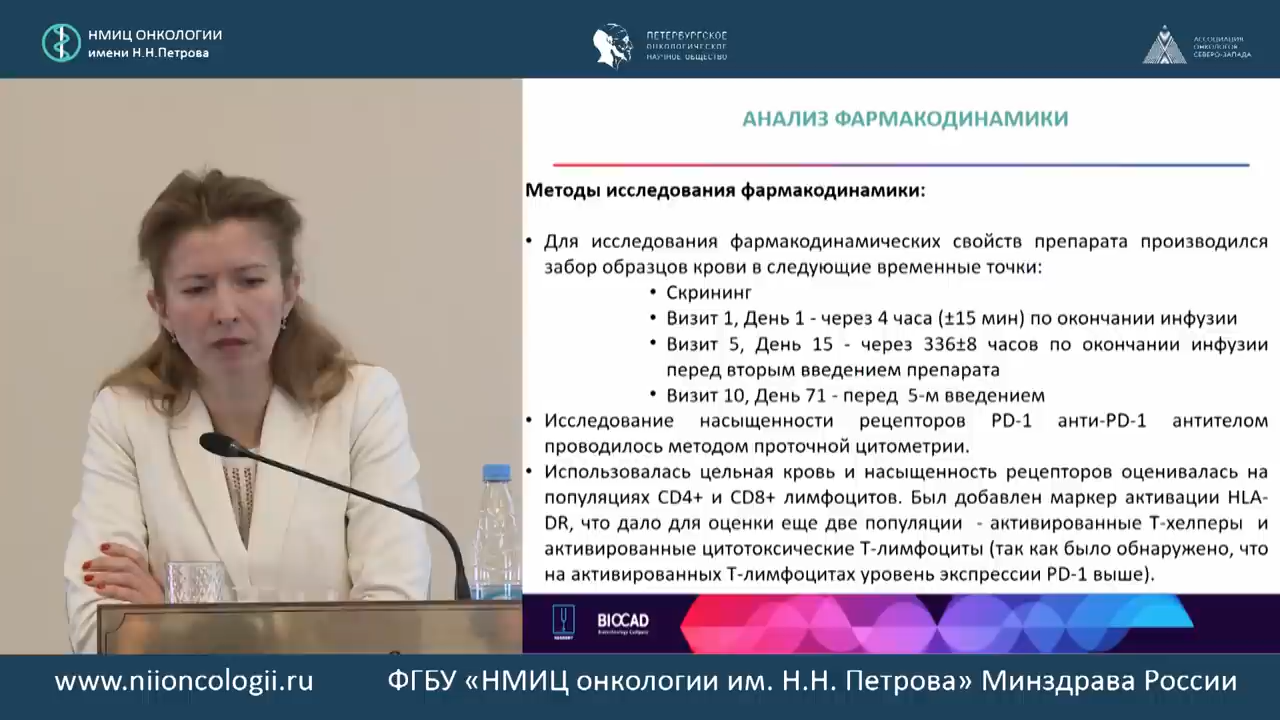 НМИЦ ОНКОЛОГИИ
имени Н.Н.Петрова
ПЕТЕРБУРГСКОЕ
ОНКОЛОГИЧЕСКОЕ
НАУЧНОЕ ОБЩЕСТВО
АССОЦИАЦИЯ
ОНКОЛОГОВ
СЕВЕРО-ЗАПАДА
АНАЛИЗ ФАРМАКОДИНАМИКИ
Методы исследования фармакодинамики:
• Для исследования фармакодинамических свойств препарата производился
забор образцов крови в следующие временные точки:
• Скрининг
• Визит 1, День 1 - через 4 часа (±15 мин) по окончании инфузии
• Визит 5, День 15 - через 336±8 часов по окончании инфузии
перед вторым введением препарата
• Визит 10, День 71 - перед 5-м введением
• Исследование насыщенности рецепторов PD-1 анти-PD-1 антителом
проводилось методом проточной цитометрии.
• Использовалась цельная кровь и насыщенность рецепторов оценивалась на
популяциях CD4+ и CD8+ лимфоцитов. Был добавлен маркер активации HLA-
DR, что дало для оценки еще две популяции - активированные Т-хелперы и
активированные цитотоксические Т-лимфоциты (так как было обнаружено, что
на активированных Т-лимфоцитах уровень экспрессии PD-1 выше).
BIOCAD
Biotechnology Company
www.niioncologii.ru
ФГБУ «НМИЦ онкологии им. Н.Н. Петрова» Минздрава России